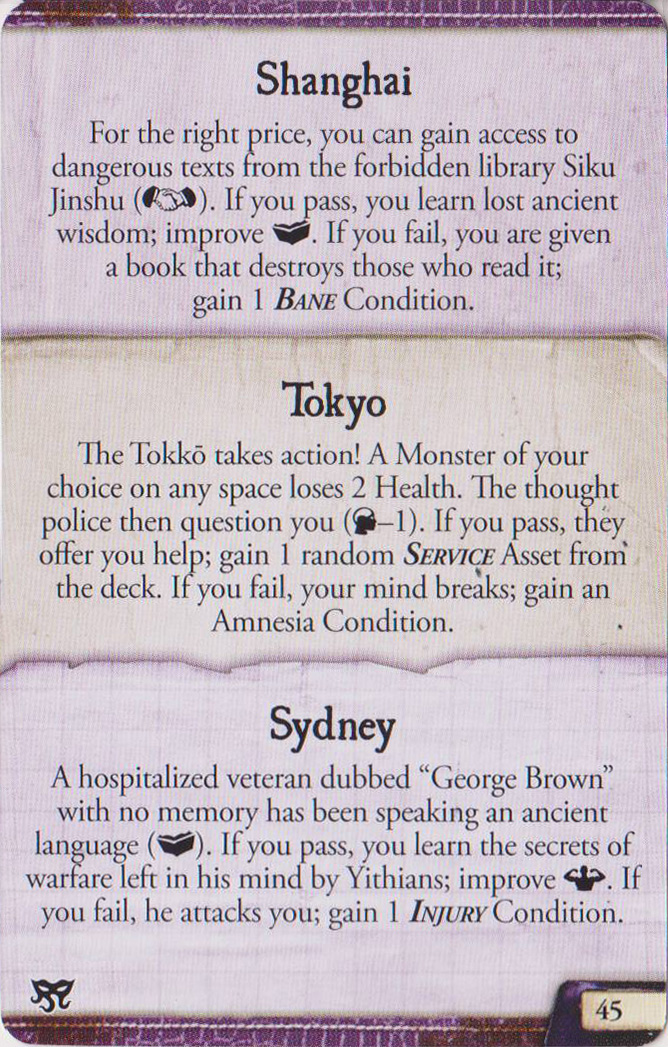 Shanghai
For the right price, you can gain access to
dangerous texts from the forbidden library Siku
Jinshu ( ). If you pass, you learn lost ancient
wisdom; improve . If you fail, you are given
a book that destroys those who read it;
gain 1 BANE Condition.
Tokyo
The Tokkō takes action! A Monster of your
choice on any space loses 2 Health. The thought
police then question you ( –1). If you pass, they
offer you help; gain 1 random SERVICE Asset from
the deck. If you fail, your mind breaks; gain an
Amnesia Condition.
Sydney
A hospitalized veteran dubbed “George Brown”
with no memory has been speaking an ancient
language ( ). If you pass, you learn the secrets of
warfare left in his mind by Yithians; improve . If
you fail, he attacks you; gain 1 INJURY Condition.
45